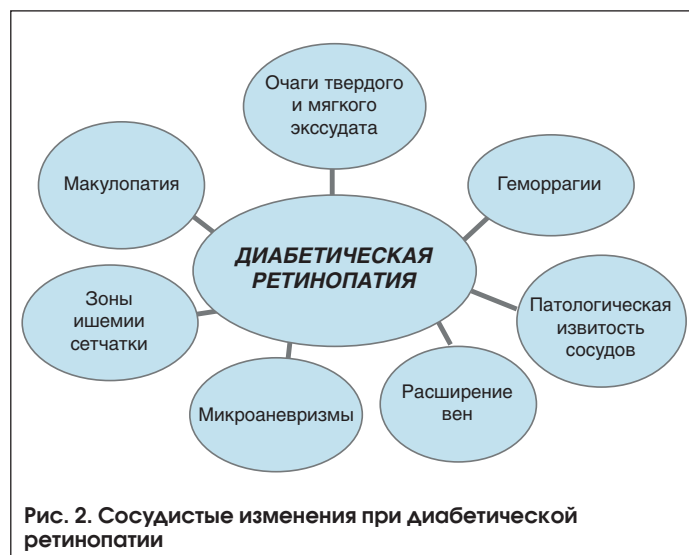 Очаги твердого
и мягкого
экссудата
Макулопатия
Геморрагии
ДИАБЕТИЧЕСКАЯ
РЕТИНОПАТИЯ
Зоны
ишемии
сетчатки
Патологическая
извитость
сосудов
Микроаневризмы
Расширение
вен
Рис. 2. Сосудистые изменения при диабетической
ретинопатии